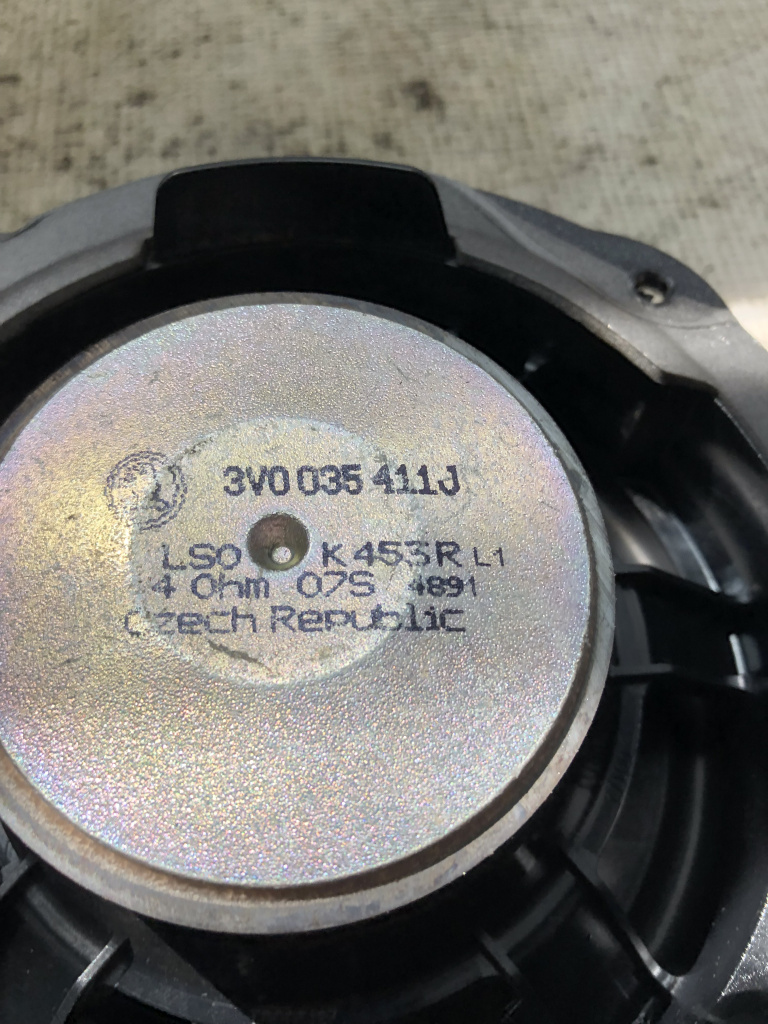 3V0 035 411J
LSO K453R L1
4 Ohm 07S 4891
Czech Republic